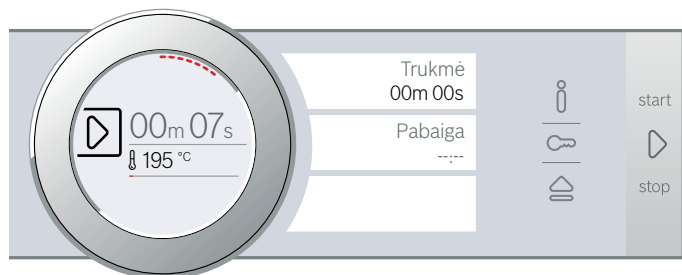 00m 07s
195 °C
Trukmė
00m 00s
Pabaiga
--:--
start
stop